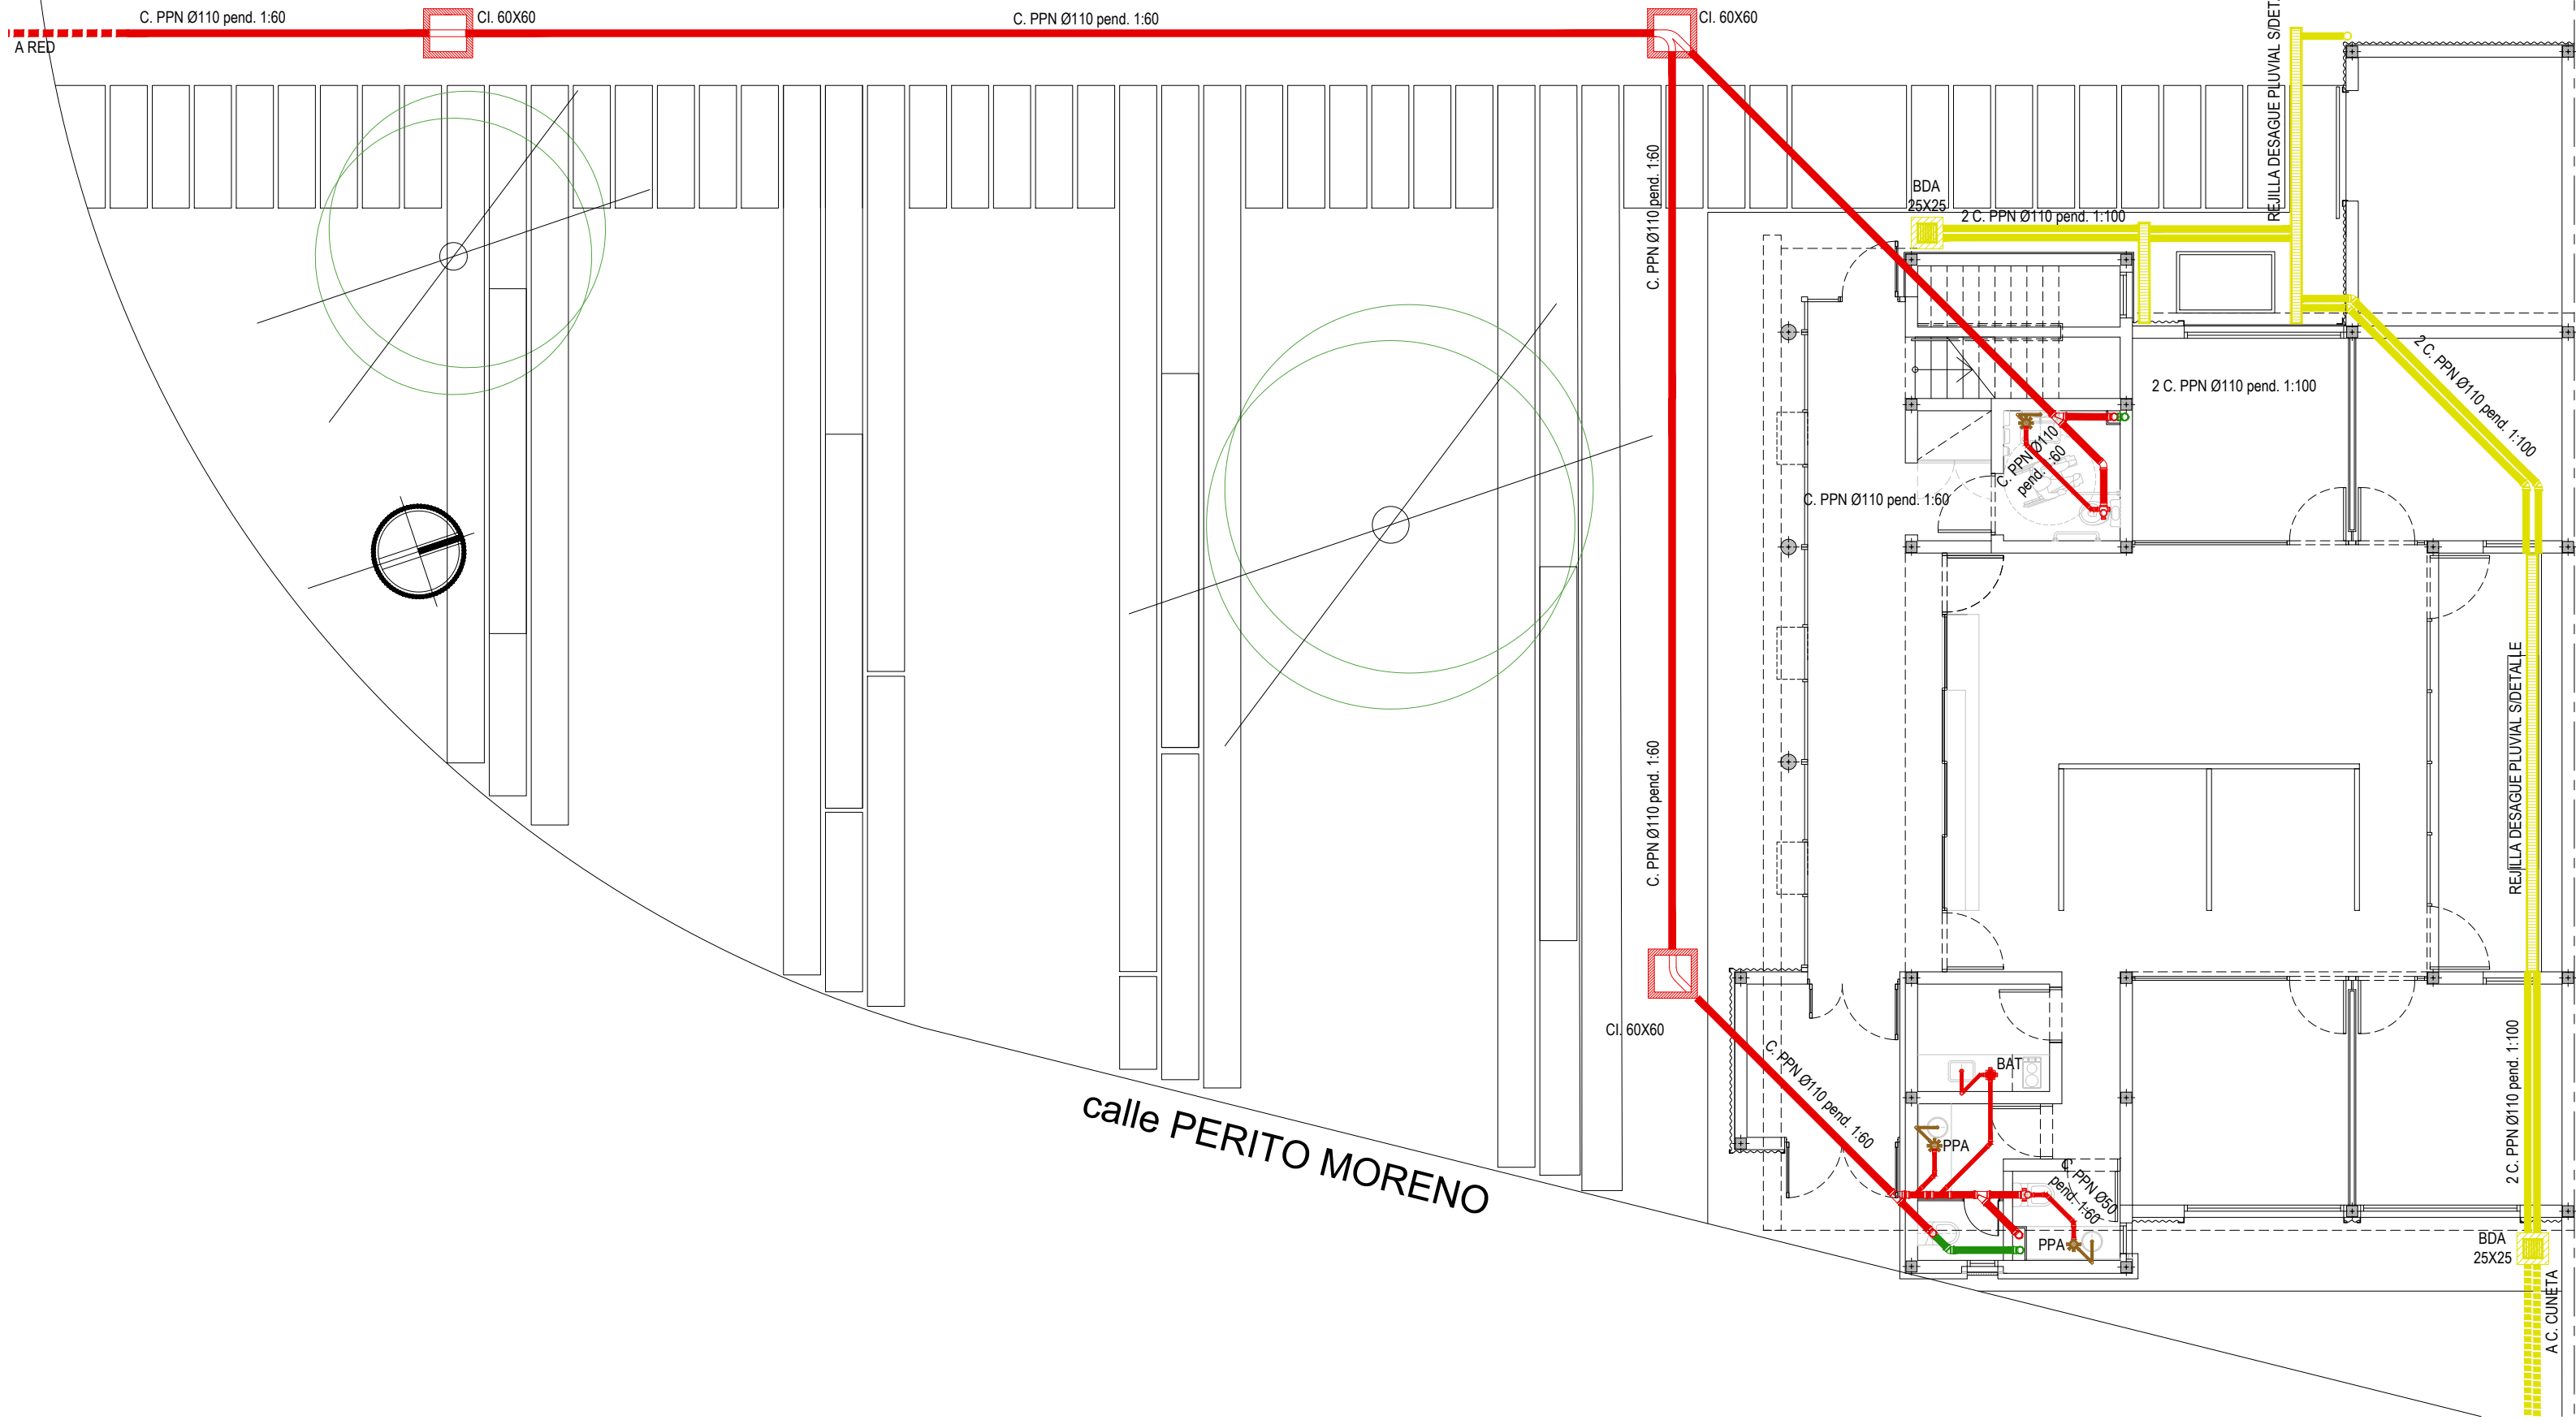 C. PPN Ø110 pend. 1:60
CI. 60X60
C. PPN Ø110 pend. 1:60
CI. 60X60
A RED
REJILLA DESAGUE PLUVIAL S/DET.
C. PPN Ø110 pend. 1:60
BDA
25X25
2 C. PPN Ø110 pend. 1:100
2 C. PPN Ø110 pend. 1:100
2 C. PPN Ø110 pend. 1:100
C. PPN Ø110
pend. 1:60
C. PPN Ø110 pend. 1:60
REJILLA DESAGUE PLUVIAL S/DETALLE
C. PPN Ø110 pend. 1:60
CI. 60X60
C. PPN Ø110 pend. 1:60
BAT
PPA
C. PPN Ø50
pend. 1:60
PPA
2 C. PPN Ø110 pend. 1:100
calle PERITO MORENO
BDA
25X25
A C. CUNETA